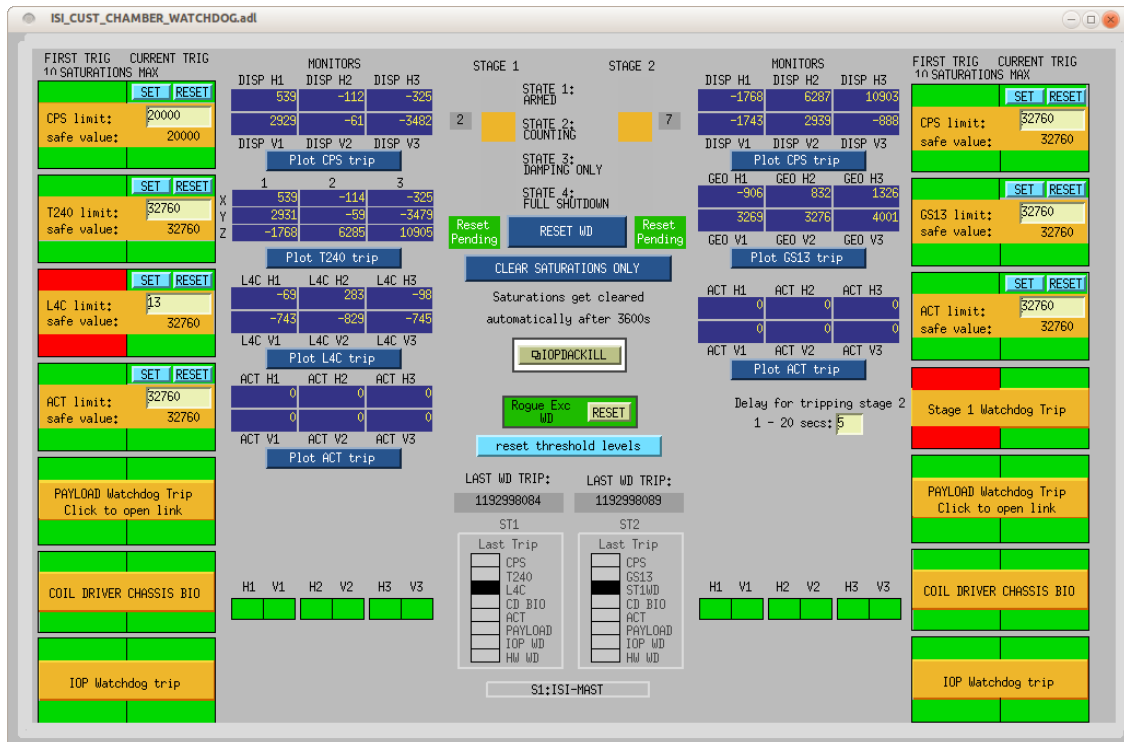 ISI_CUST_CHAMBER_WATCHDOG.adl
FIRST TRIG CURRENT TRIG
10 SATURATIONS MAX
SET RESET
CPS limit: 20000
safe value: 20000
SET RESET
T240 limit: 32760
safe value: 32760
SET RESET
L4C limit: 13
safe value: 32760
SET RESET
ACT limit: 32760
safe value: 32760
PAYLOAD Watchdog Trip
Click to open link
COIL DRIVER CHASSIS BIO
IOP Watchdog trip
MONITORS
DISP H1 DISP H2 DISP H3
539 -112 -325
2929 -61 -3482
DISP V1 DISP V2 DISP V3
Plot CPS trip
1 2 3
X 539 -114 -325
Y 2931 -59 -3479
Z -1768 6285 10905
Plot T240 trip
L4C H1 L4C H2 L4C H3
-69 283 -98
-743 -829 -745
L4C V1 L4C V2 L4C V3
Plot L4C trip
ACT H1 ACT H2 ACT H3
0 0 0
0 0 0
ACT V1 ACT V2 ACT V3
Plot ACT trip
H1 V1 H2 V2 H3 V3
STAGE 1 STAGE 2
STATE 1:
ARMED
2 STATE 2: 7
COUNTING
STATE 3:
DAMPING ONLY
STATE 4:
FULL SHUTDOWN
Reset
Pending
RESET WD
Reset
Pending
CLEAR SATURATIONS ONLY
Saturations get cleared
automatically after 3600s
IOPDACKILL
Rogue Exc
WD
RESET
reset threshold levels
LAST WD TRIP: LAST WD TRIP:
1192998084 1192998089
ST1 ST2
Last Trip Last Trip
CPS CPS
T240 GS13
L4C ST1WD
CD BIO CD BIO
ACT ACT
PAYLOAD PAYLOAD
IOP WD IOP WD
HW WD HW WD
S1:ISI-MAST
MONITORS
DISP H1 DISP H2 DISP H3
-1768 6287 10903
-1743 2939 -888
DISP V1 DISP V2 DISP V3
Plot CPS trip
GEO H1 GEO H2 GEO H3
-906 832 1326
3269 3276 4001
GEO V1 GEO V2 GEO V3
Plot GS13 trip
ACT H1 ACT H2 ACT H3
0 0 0
0 0 0
ACT V1 ACT V2 ACT V3
Plot ACT trip
Delay for tripping stage 2
1 - 20 secs: 5
H1 V1 H2 V2 H3 V3
FIRST TRIG CURRENT TRIG
10 SATURATIONS MAX
SET RESET
CPS limit: 32760
safe value: 32760
SET RESET
GS13 limit: 32760
safe value: 32760
SET RESET
ACT limit: 32760
safe value: 32760
Stage 1 Watchdog Trip
PAYLOAD Watchdog Trip
Click to open link
COIL DRIVER CHASSIS BIO
IOP Watchdog trip